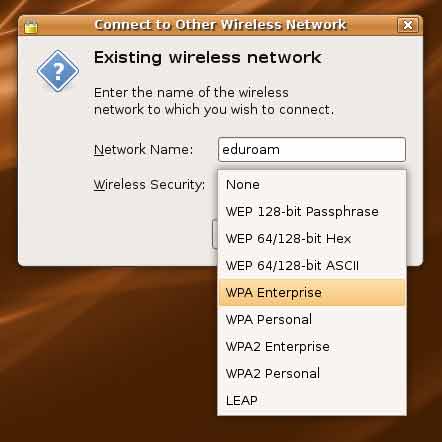 Connect to Other Wireless Network
Existing wireless network
Enter the name of the wireless
network to which you wish to connect.
Network Name: eduroam
Wireless Security:
None
WEP 128-bit Passphrase
WEP 64/128-bit Hex
WEP 64/128-bit ASCII
WPA Enterprise
WPA Personal
WPA2 Enterprise
WPA2 Personal
LEAP